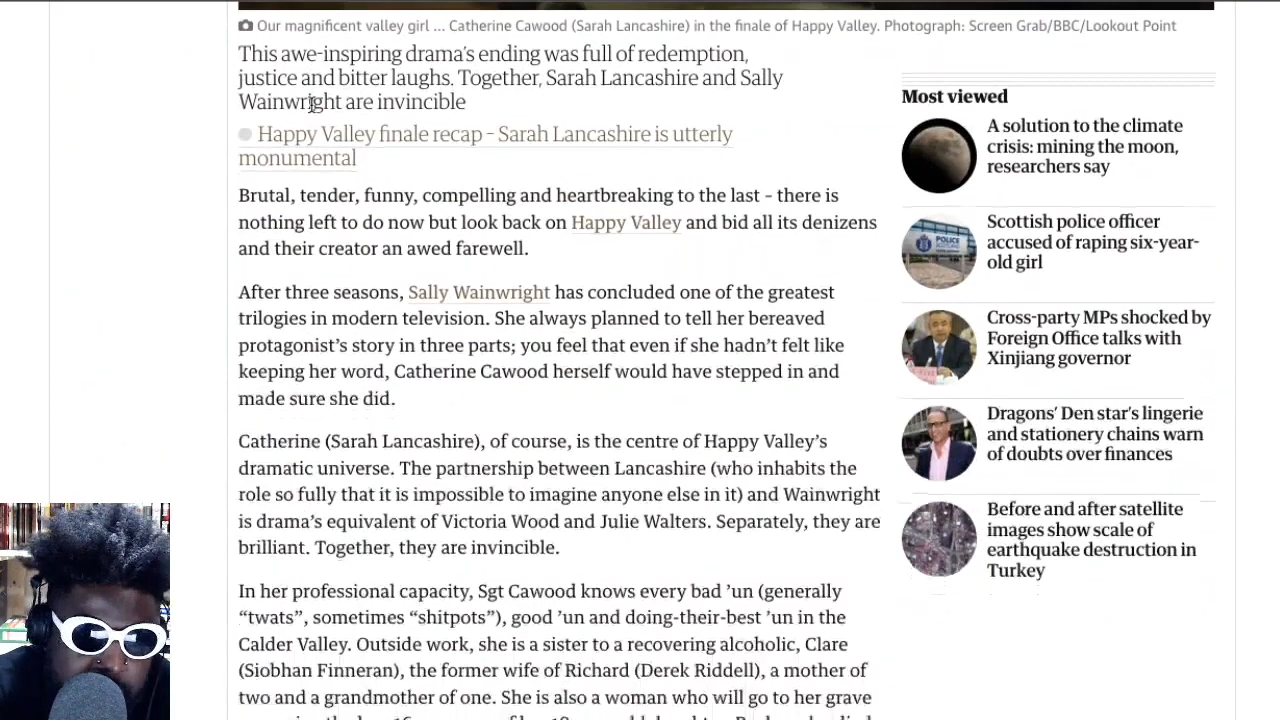 Our magnificent valley girl ... Catherine Cawood (Sarah Lancashire) in the finale of Happy Valley. Photograph: Screen Grab/BBC/Lookout Point
This awe-inspiring drama's ending was full of redemption,
justice and bitter laughs. Together, Sarah Lancashire and Sally
Wainwright are invincible
Happy Valley finale recap – Sarah Lancashire is utterly
monumental
Brutal, tender, funny, compelling and heartbreaking to the last – there is
nothing left to do now but look back on Happy Valley and bid all its denizens
and their creator an awed farewell.
After three seasons, Sally Wainwright has concluded one of the greatest
trilogies in modern television. She always planned to tell her bereaved
protagonist's story in three parts; you feel that even if she hadn't felt like
keeping her word, Catherine Cawood herself would have stepped in and
made sure she did.
Catherine (Sarah Lancashire), of course, is the centre of Happy Valley's
dramatic universe. The partnership between Lancashire (who inhabits the
role so fully that it is impossible to imagine anyone else in it) and Wainwright
is drama's equivalent of Victoria Wood and Julie Walters. Separately, they are
brilliant. Together, they are invincible.
In her professional capacity, Sgt Cawood knows every bad 'un (generally
“twats”, sometimes “shitpots”), good 'un and doing-their-best 'un in the
Calder Valley. Outside work, she is a sister to a recovering alcoholic, Clare
(Siobhan Finneran), the former wife of Richard (Derek Riddell), a mother of
two and a grandmother of one. She is also a woman who will go to her grave
Most viewed
A solution to the climate
crisis: mining the moon,
researchers say
POLICE
Scottish police officer
accused of raping six-year-
old girl
Cross-party MPs shocked by
Foreign Office talks with
Xinjiang governor
Dragons' Den star's lingerie
and stationery chains warn
of doubts over finances
Before and after satellite
images show scale of
earthquake destruction in
Turkey